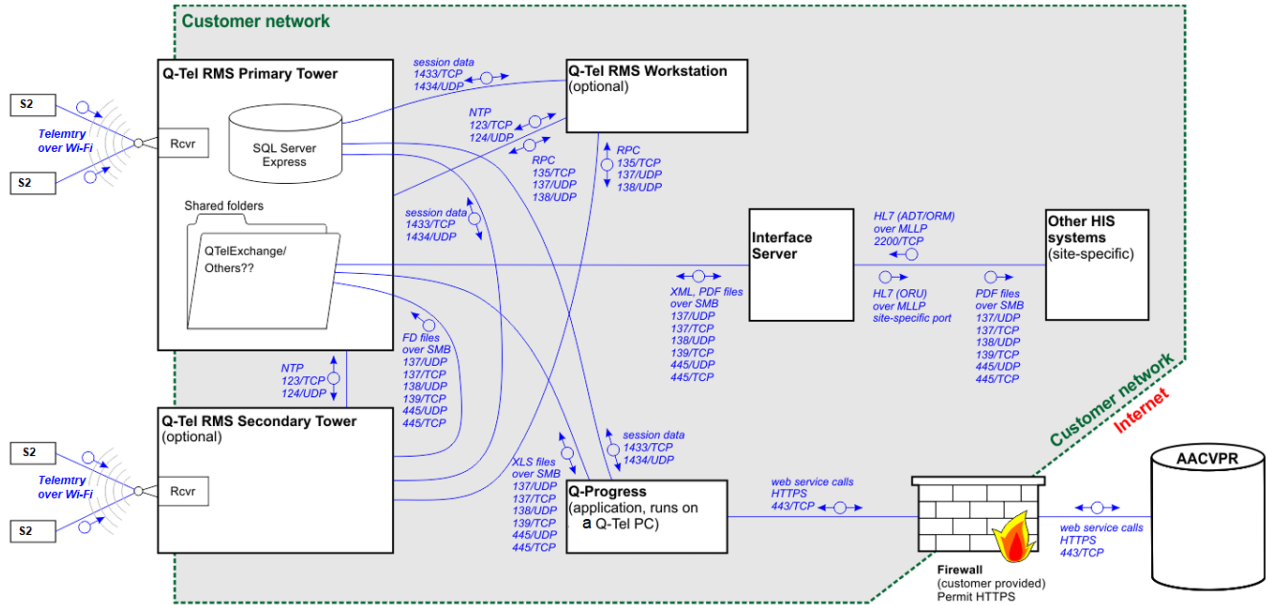 Customer network
Q-Tel RMS Primary Tower
S2
Telemtry
over Wi-Fi
S2
Rcvr
SQL Server
Express
Shared folders
QTelExchange/
Others??
session data
1433/TCP
1434/UDP
Q-Tel RMS Workstation
(optional)
NTP
123/TCP
124/UDP
RPC
135/TCP
137/UDP
138/UDP
RPC
135/TCP
137/UDP
138/UDP
session data
1433/TCP
1434/UDP
Interface
Server
HL7 (ADT/ORM)
over MLLP
2200/TCP
Other HIS
systems
(site-specific)
XML, PDF files
over SMB
137/UDP
137/TCP
138/UDP
139/TCP
445/UDP
445/TCP
HL7 (ORU)
over MLLP
site-specific port
PDF files
over SMB
137/UDP
137/TCP
138/UDP
139/TCP
445/UDP
445/TCP
FD files
over SMB
137/UDP
137/TCP
138/UDP
139/TCP
445/UDP
445/TCP
NTP
123/TCP
124/UDP
Q-Tel RMS Secondary Tower
(optional)
S2
Telemtry
over Wi-Fi
S2
Rcvr
XLS files
over SMB
137/UDP
137/TCP
138/UDP
139/TCP
445/UDP
445/TCP
session data
1433/TCP
1434/UDP
Q-Progress
(application, runs on
a Q-Tel PC)
web service calls
HTTPS
443/TCP
Customer network
Internet
Firewall
(customer provided)
Permit HTTPS
web service calls
HTTPS
443/TCP
AACVPR